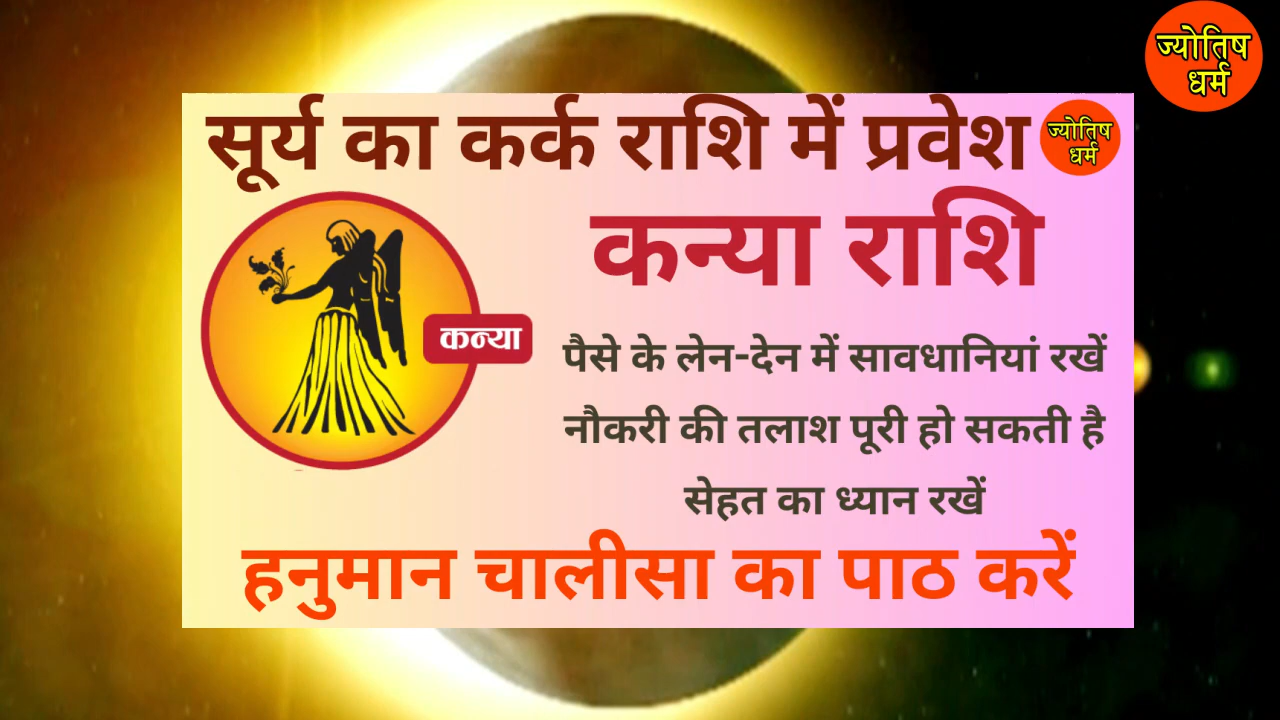 ज्योतिष
धर्म
सूर्य का कर्क राशि में प्रवेश
ज्योतिष
धर्म
कन्या राशि
कन्या
पैसे के लेन-देन में सावधानियां रखें
नौकरी की तलाश पूरी हो सकती है
सेहत का ध्यान रखें
हनुमान चालीसा का पाठ करें